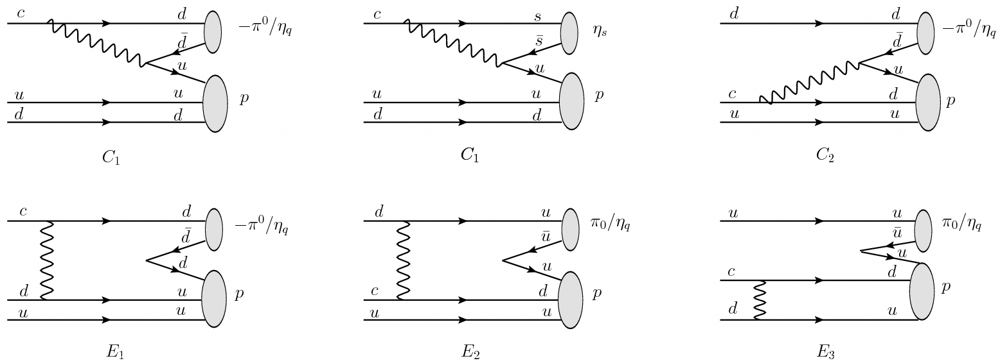 c d −π⁰/η_q
d̄
u
u u p
d d
C₁
c s η_s
s̄
u
u u p
d d
C₁
d d −π⁰/η_q
d̄
u
c d p
u u
C₂
c d −π⁰/η_q
d̄
d
d u p
u u
E₁
d u π₀/η_q
ū
u
c d p
u u
E₂
u u π₀/η_q
ū
u
c d p
d u
E₃